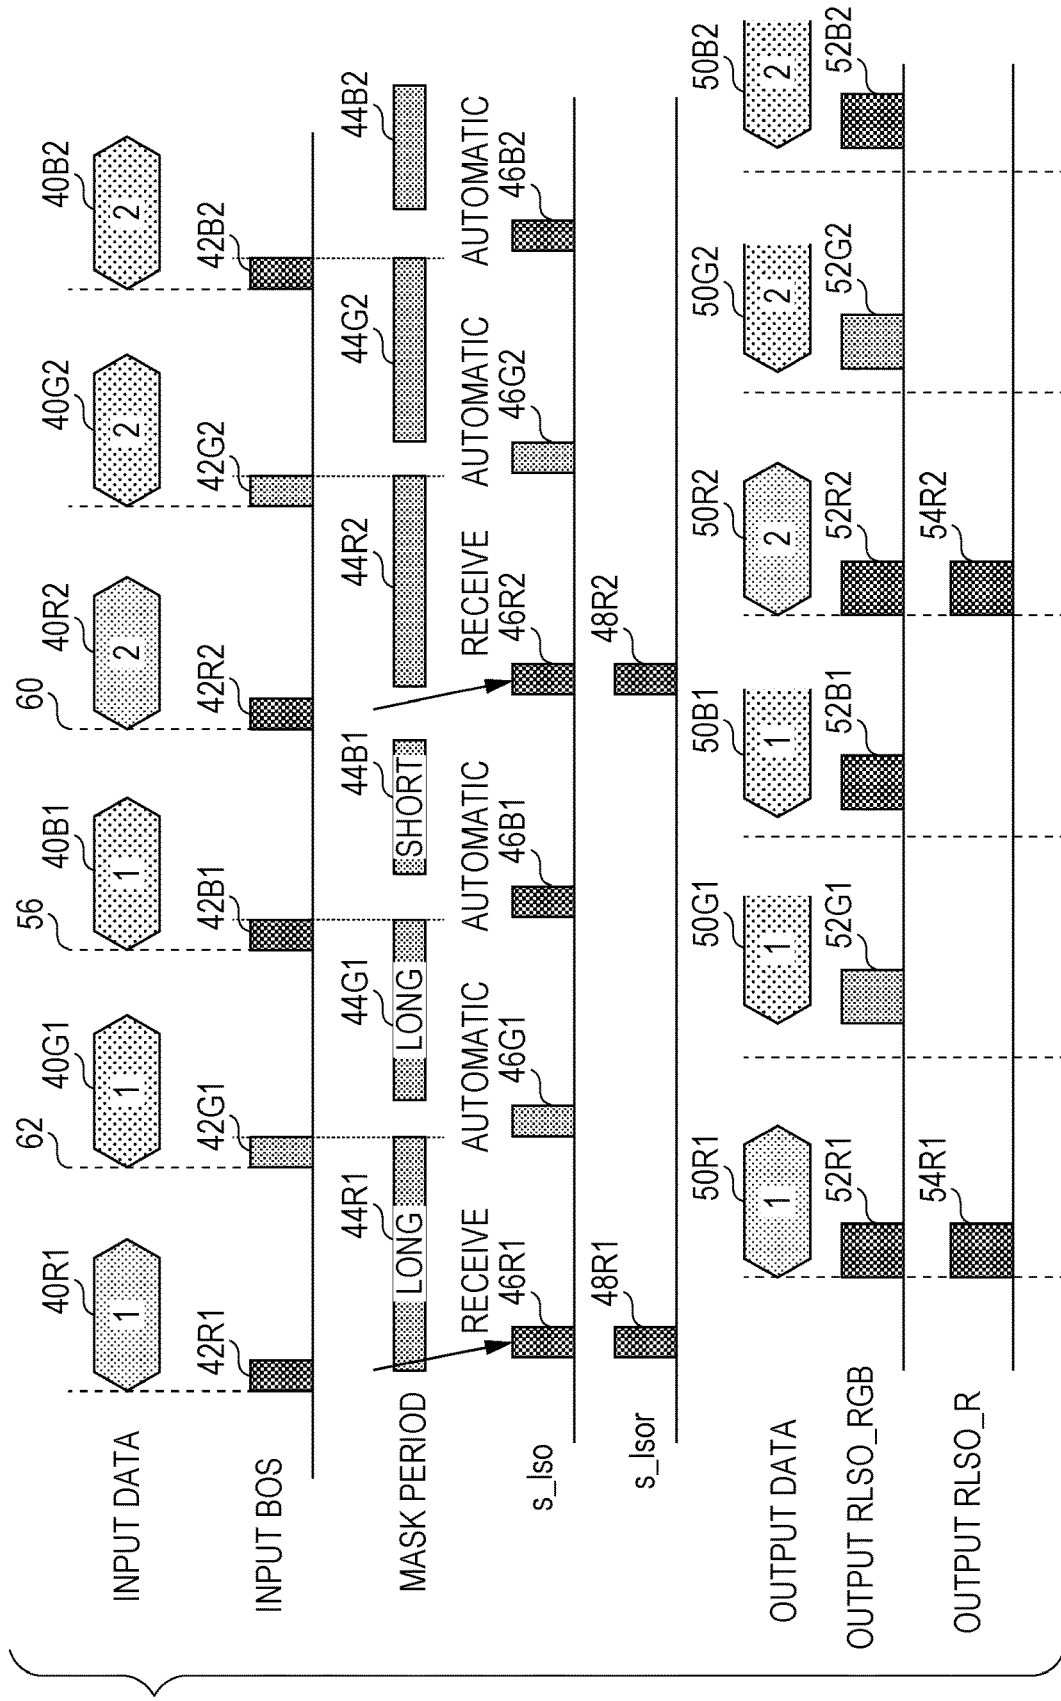 62 56 60
40R1 40G1 40B1 40R2 40G2 40B2
INPUT DATA 1 1 1 2 2 2
42R1 42G1 42B1 42R2 42G2 42B2
INPUT BOS
44R1 44G1 44B1 44R2 44G2 44B2
MASK PERIOD LONG LONG SHORT
RECEIVE AUTOMATIC AUTOMATIC RECEIVE AUTOMATIC AUTOMATIC
46R1 46G1 46B1 46R2 46G2 46B2
s_lso
48R1 48R2
s_lsor
50R1 50G1 50B1 50R2 50G2 50B2
OUTPUT DATA 1 1 1 2 2 2
52R1 52G1 52B1 52R2 52G2 52B2
OUTPUT RLSO_RGB
54R1 54R2
OUTPUT RLSO_R